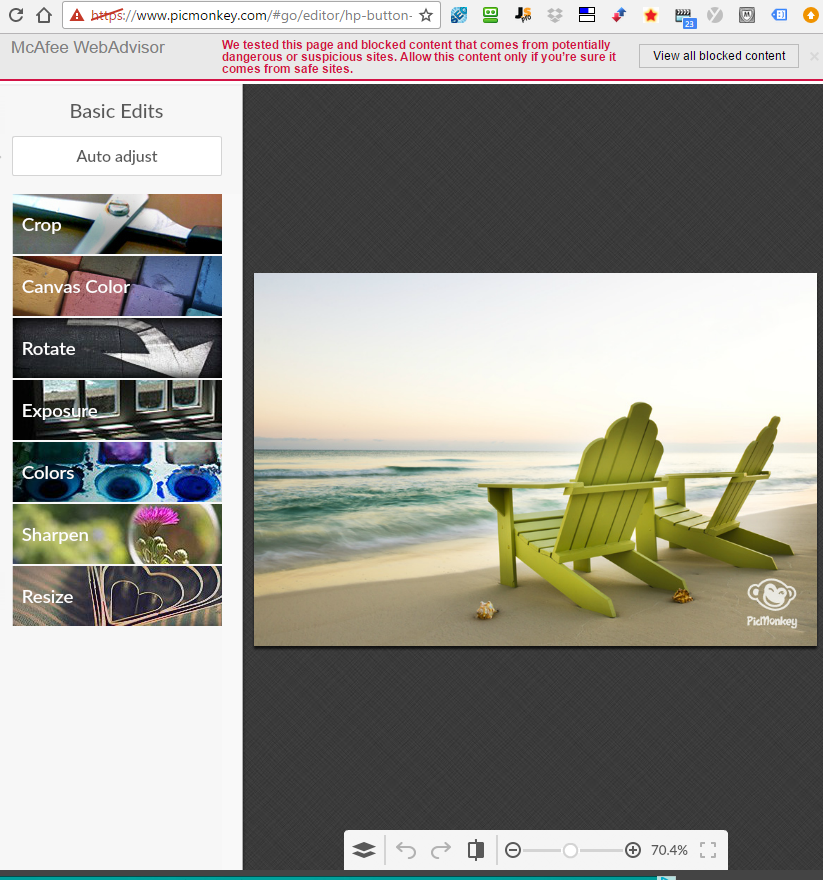 https://www.picmonkey.com/#go/editor/hp-button-
23
McAfee WebAdvisor
We tested this page and blocked content that comes from potentially
dangerous or suspicious sites. Allow this content only if you're sure it
comes from safe sites.
View all blocked content
Basic Edits
Auto adjust
Crop
Canvas Color
Rotate
Exposure
Colors
Sharpen
Resize
PicMonkey
70.4%